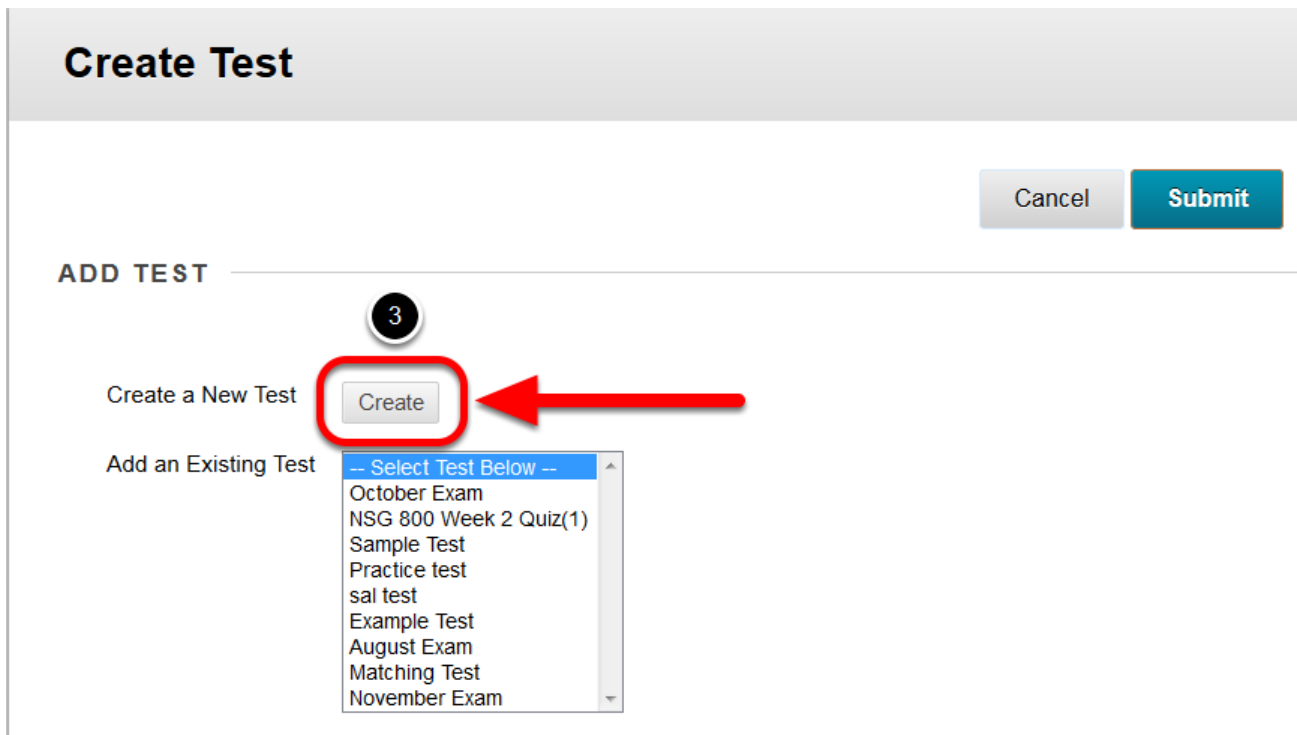 Create Test
Cancel Submit
ADD TEST
3
Create a New Test Create
Add an Existing Test -- Select Test Below --
October Exam
NSG 800 Week 2 Quiz(1)
Sample Test
Practice test
sal test
Example Test
August Exam
Matching Test
November Exam